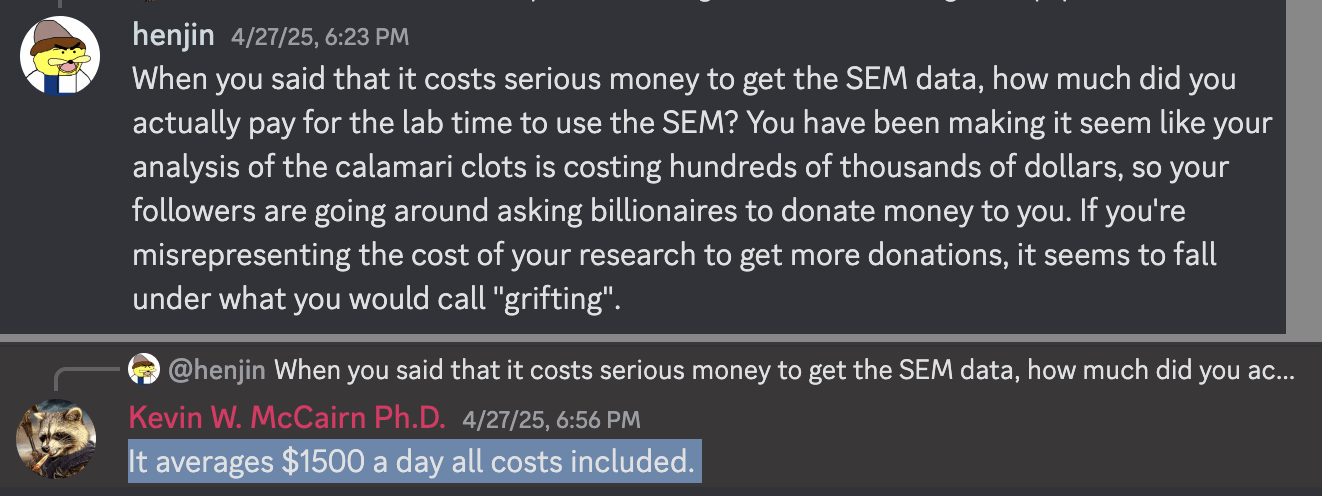 henjin 4/27/25, 6:23 PM
When you said that it costs serious money to get the SEM data, how much did you
actually pay for the lab time to use the SEM? You have been making it seem like your
analysis of the calamari clots is costing hundreds of thousands of dollars, so your
followers are going around asking billionaires to donate money to you. If you're
misrepresenting the cost of your research to get more donations, it seems to fall
under what you would call "grifting".
@henjin When you said that it costs serious money to get the SEM data, how much did you ac...
Kevin W. McCairn Ph.D. 4/27/25, 6:56 PM
It averages $1500 a day all costs included.